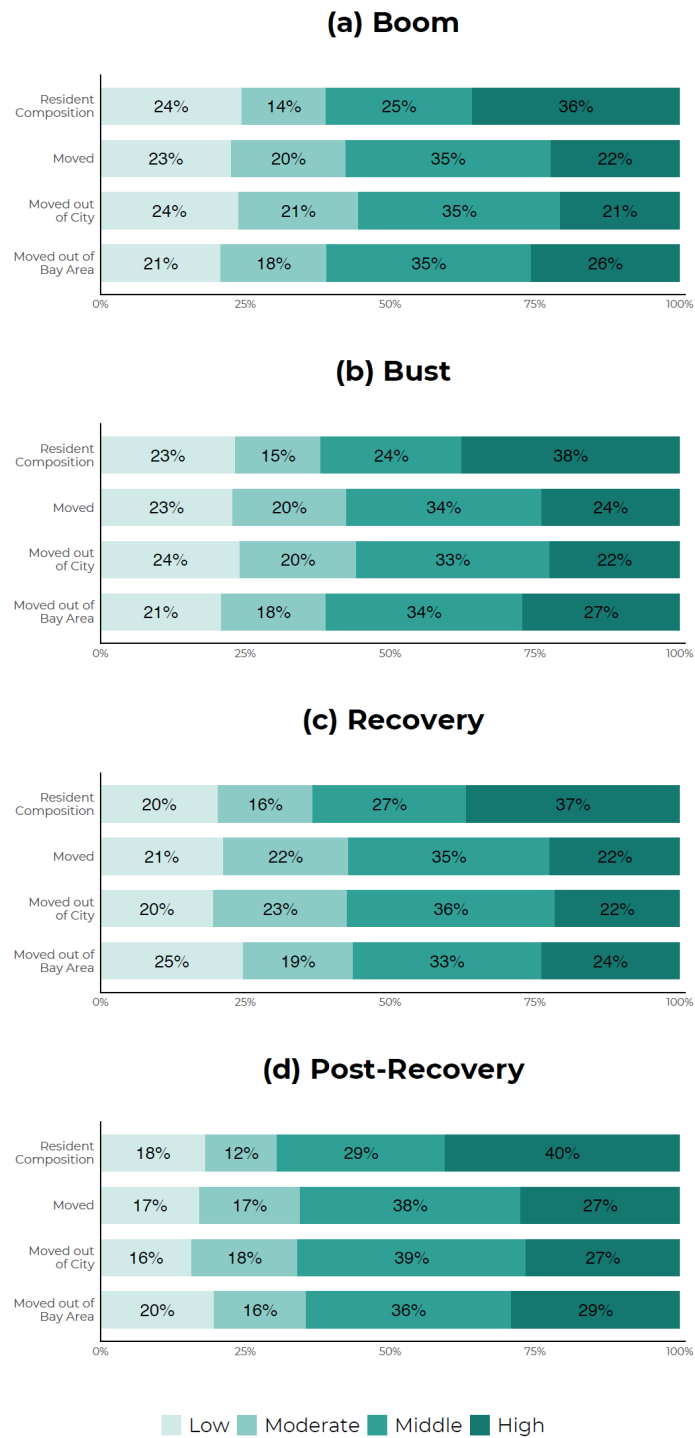 (a) Boom
Resident
Composition
24% 14% 25% 36%
Moved
23% 20% 35% 22%
Moved out
of City
24% 21% 35% 21%
Moved out of
Bay Area
21% 18% 35% 26%
0% 25% 50% 75% 100%
(b) Bust
Resident
Composition
23% 15% 24% 38%
Moved
23% 20% 34% 24%
Moved out
of City
24% 20% 33% 22%
Moved out of
Bay Area
21% 18% 34% 27%
0% 25% 50% 75% 100%
(c) Recovery
Resident
Composition
20% 16% 27% 37%
Moved
21% 22% 35% 22%
Moved out
of City
20% 23% 36% 22%
Moved out of
Bay Area
25% 19% 33% 24%
0% 25% 50% 75% 100%
(d) Post-Recovery
Resident
Composition
18% 12% 29% 40%
Moved
17% 17% 38% 27%
Moved out
of City
16% 18% 39% 27%
Moved out of
Bay Area
20% 16% 36% 29%
0% 25% 50% 75% 100%
Low Moderate Middle High